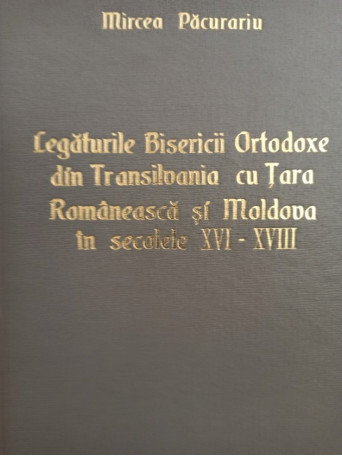 Mircea Păcurariu
Legăturile Bisericii Ortodoxe
din Transilvania cu Țara
Românească și Moldova
în secolele XVI - XVIII